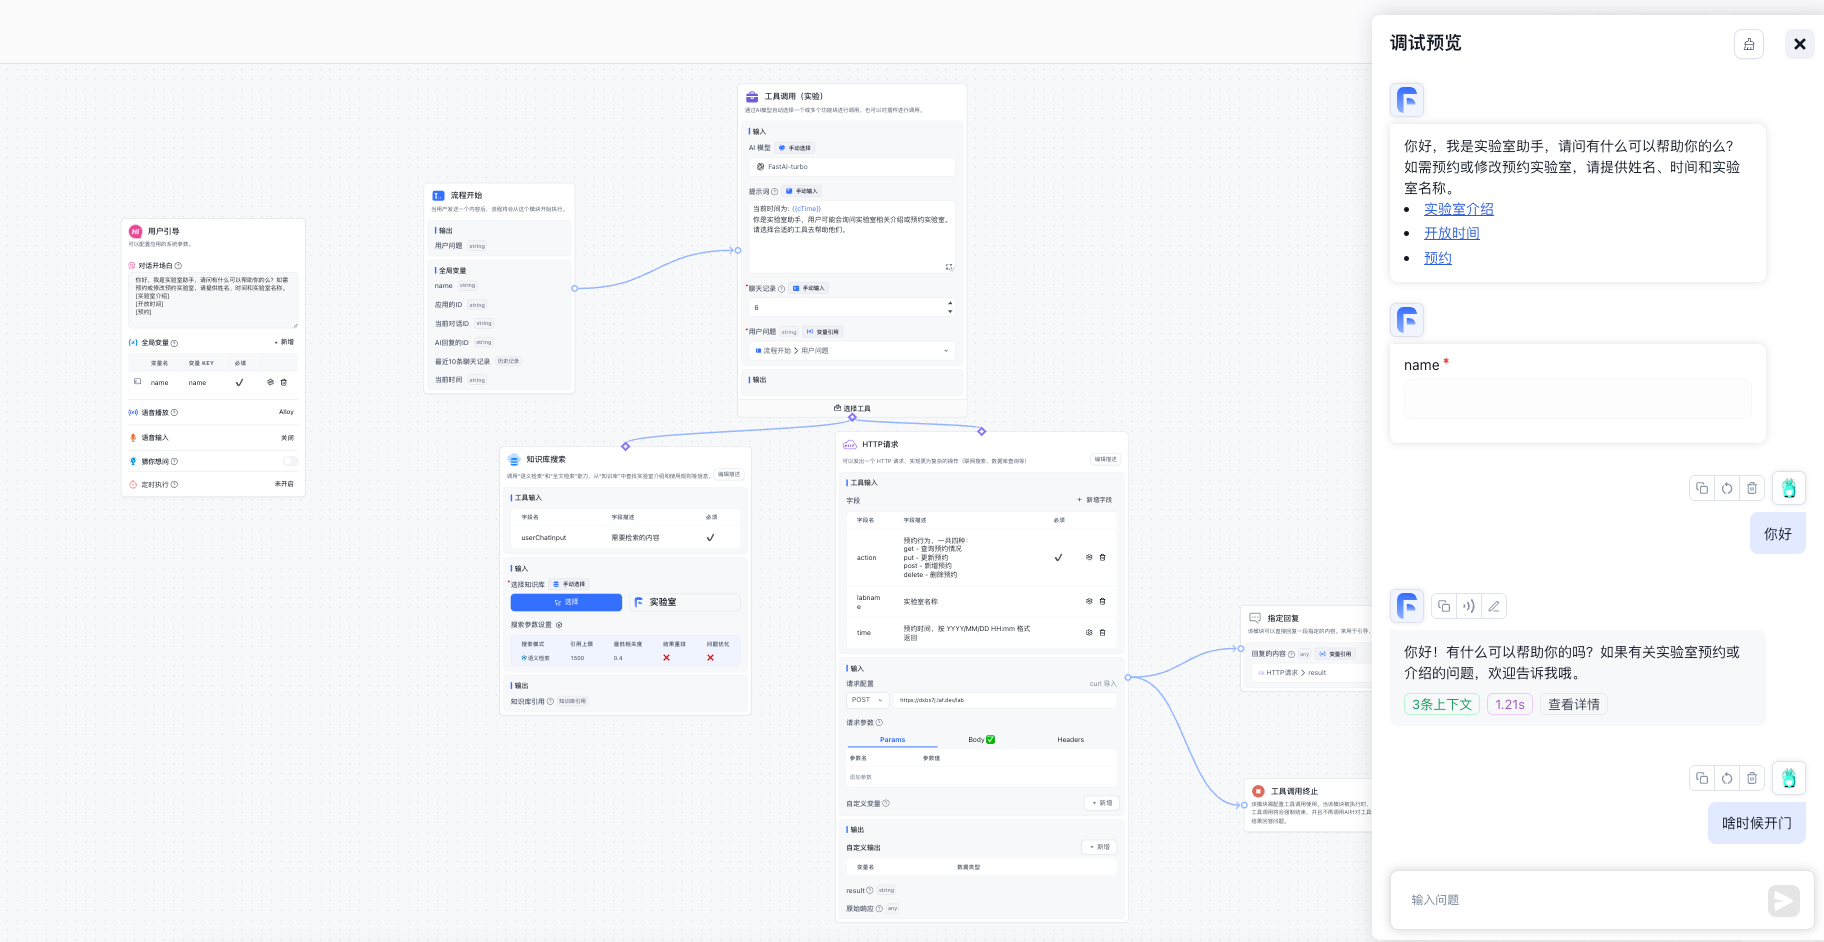 用户引导
可以配置应用的系统参数。
对话开场白
你好，我是实验室助手，请问有什么可以帮助你的么？如需
预约或修改预约实验室，请提供姓名、时间和实验室名称。
[实验室介绍]
[开放时间]
[预约]
全局变量
+ 新增
变量名 变量 KEY 必填
name name
语音播放 Alloy
语音输入 关闭
猜你想问
定时执行 未开启
流程开始
当用户发送一个内容后，流程将会从这个模块开始执行。
输出
用户问题 string
全局变量
name string
应用的ID string
当前对话ID string
AI回复的ID string
最近10条聊天记录 历史记录
当前时间 string
工具调用（实验）
通过AI模型自动选择一个或多个功能块进行调用，也可以对插件进行调用。
输入
AI 模型 手动选择
FastAI-turbo
提示词 手动输入
当前时间为: {{cTime}}
你是实验室助手，用户可能会询问实验室相关介绍或预约实验室。
请选择合适的工具去帮助他们。
*聊天记录 手动输入
6
*用户问题 string 变量引用
流程开始 > 用户问题
输出
选择工具
知识库搜索
调用“语义检索”和“全文检索”能力，从“知识库”中查找实验室介绍和使用规则等信息。
编辑描述
工具输入
字段名 字段描述 必须
userChatInput 需要检索的内容
输入
*选择知识库 手动选择
选择 实验室
搜索参数设置
搜索模式 引用上限 最低相关度 结果重排 问题优化
语义检索 1500 0.4
输出
知识库引用 知识库引用
HTTP请求
可以发出一个 HTTP 请求，实现更为复杂的操作（联网搜索、数据库查询等）
编辑描述
工具输入
字段 + 新增字段
字段名 字段描述 必须
action
预约行为，一共四种：
get - 查询预约情况
put - 更新预约
post - 新增预约
delete - 删除预约
labnam
e
实验室名称
time
预约时间，按 YYYY/MM/DD HH:mm 格式
返回
输入
请求配置 curl 导入
POST https://dxbs7j.laf.dev/lab
请求参数
Params Body Headers
参数名 参数值
添加参数
自定义变量 + 新增
输出
自定义输出 + 新增
变量名 数据类型
result string
原始响应 any
指定回复
该模块可以直接回复一段指定的内容。常用于引导、
回复的内容 any 变量引用
HTTP请求 > result
工具调用终止
该模块需配置工具调用使用。当该模块被执行时，
工具调用将会强制结束，并且不再调用AI针对工具
结果回答问题。
调试预览
你好，我是实验室助手，请问有什么可以帮助你的么？
如需预约或修改预约实验室，请提供姓名、时间和实验
室名称。
实验室介绍
开放时间
预约
name *
你好
你好！有什么可以帮助你的吗？如果有关实验室预约或
介绍的问题，欢迎告诉我哦。
3条上下文 1.21s 查看详情
啥时候开门
输入问题